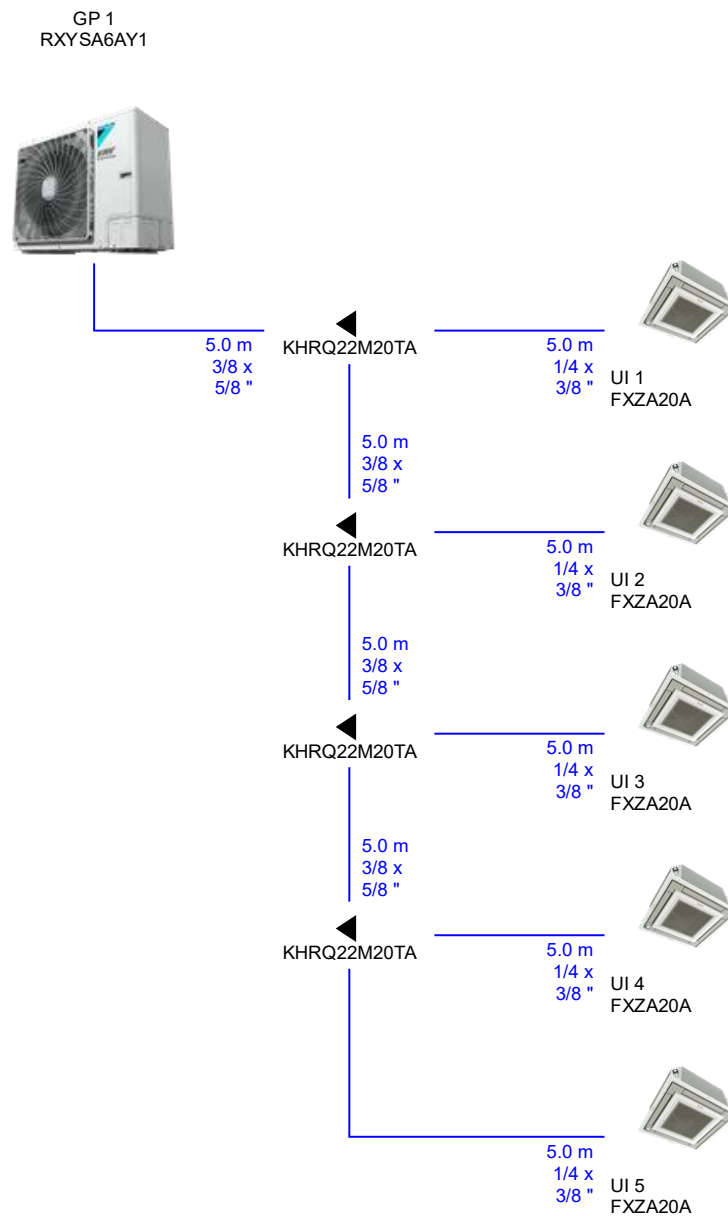 GP 1
RXYSA6AY1
5.0 m
3/8 x
5/8 "
KHRQ22M20TA
5.0 m
1/4 x
3/8 "
UI 1
FXZA20A
5.0 m
3/8 x
5/8 "
KHRQ22M20TA
5.0 m
1/4 x
3/8 "
UI 2
FXZA20A
5.0 m
3/8 x
5/8 "
KHRQ22M20TA
5.0 m
1/4 x
3/8 "
UI 3
FXZA20A
5.0 m
3/8 x
5/8 "
KHRQ22M20TA
5.0 m
1/4 x
3/8 "
UI 4
FXZA20A
5.0 m
1/4 x
3/8 "
UI 5
FXZA20A